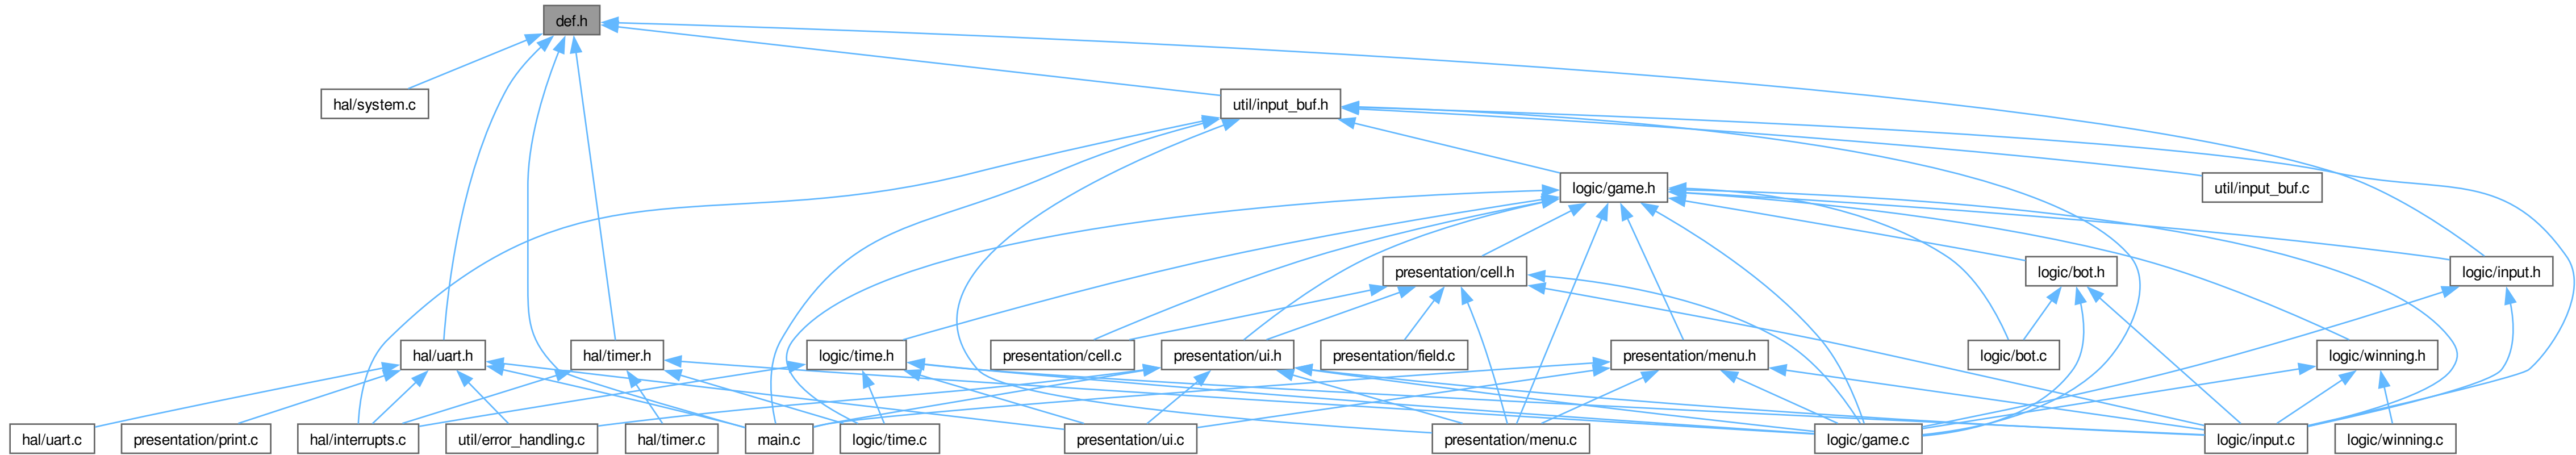 def.h
hal/system.c
util/input_buf.h
logic/game.h
util/input_buf.c
presentation/cell.h
logic/bot.h
logic/input.h
hal/uart.h
hal/timer.h
logic/time.h
presentation/cell.c
presentation/ui.h
presentation/field.c
presentation/menu.h
logic/bot.c
logic/winning.h
hal/uart.c
presentation/print.c
hal/interrupts.c
util/error_handling.c
hal/timer.c
main.c
logic/time.c
presentation/ui.c
presentation/menu.c
logic/game.c
logic/input.c
logic/winning.c